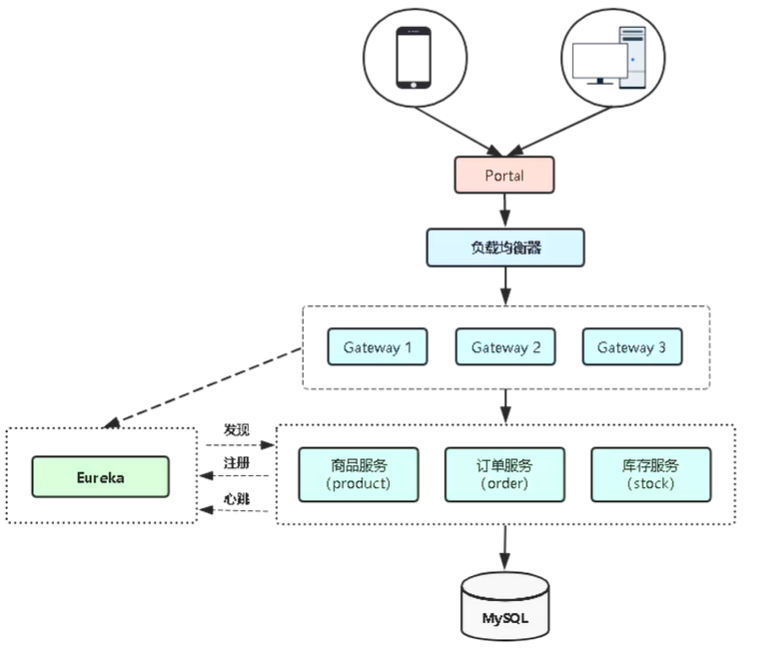 Portal
负载均衡器
Gateway 1
Gateway 2
Gateway 3
发现
注册
心跳
Eureka
商品服务
(product)
订单服务
(order)
库存服务
(stock)
MySQL